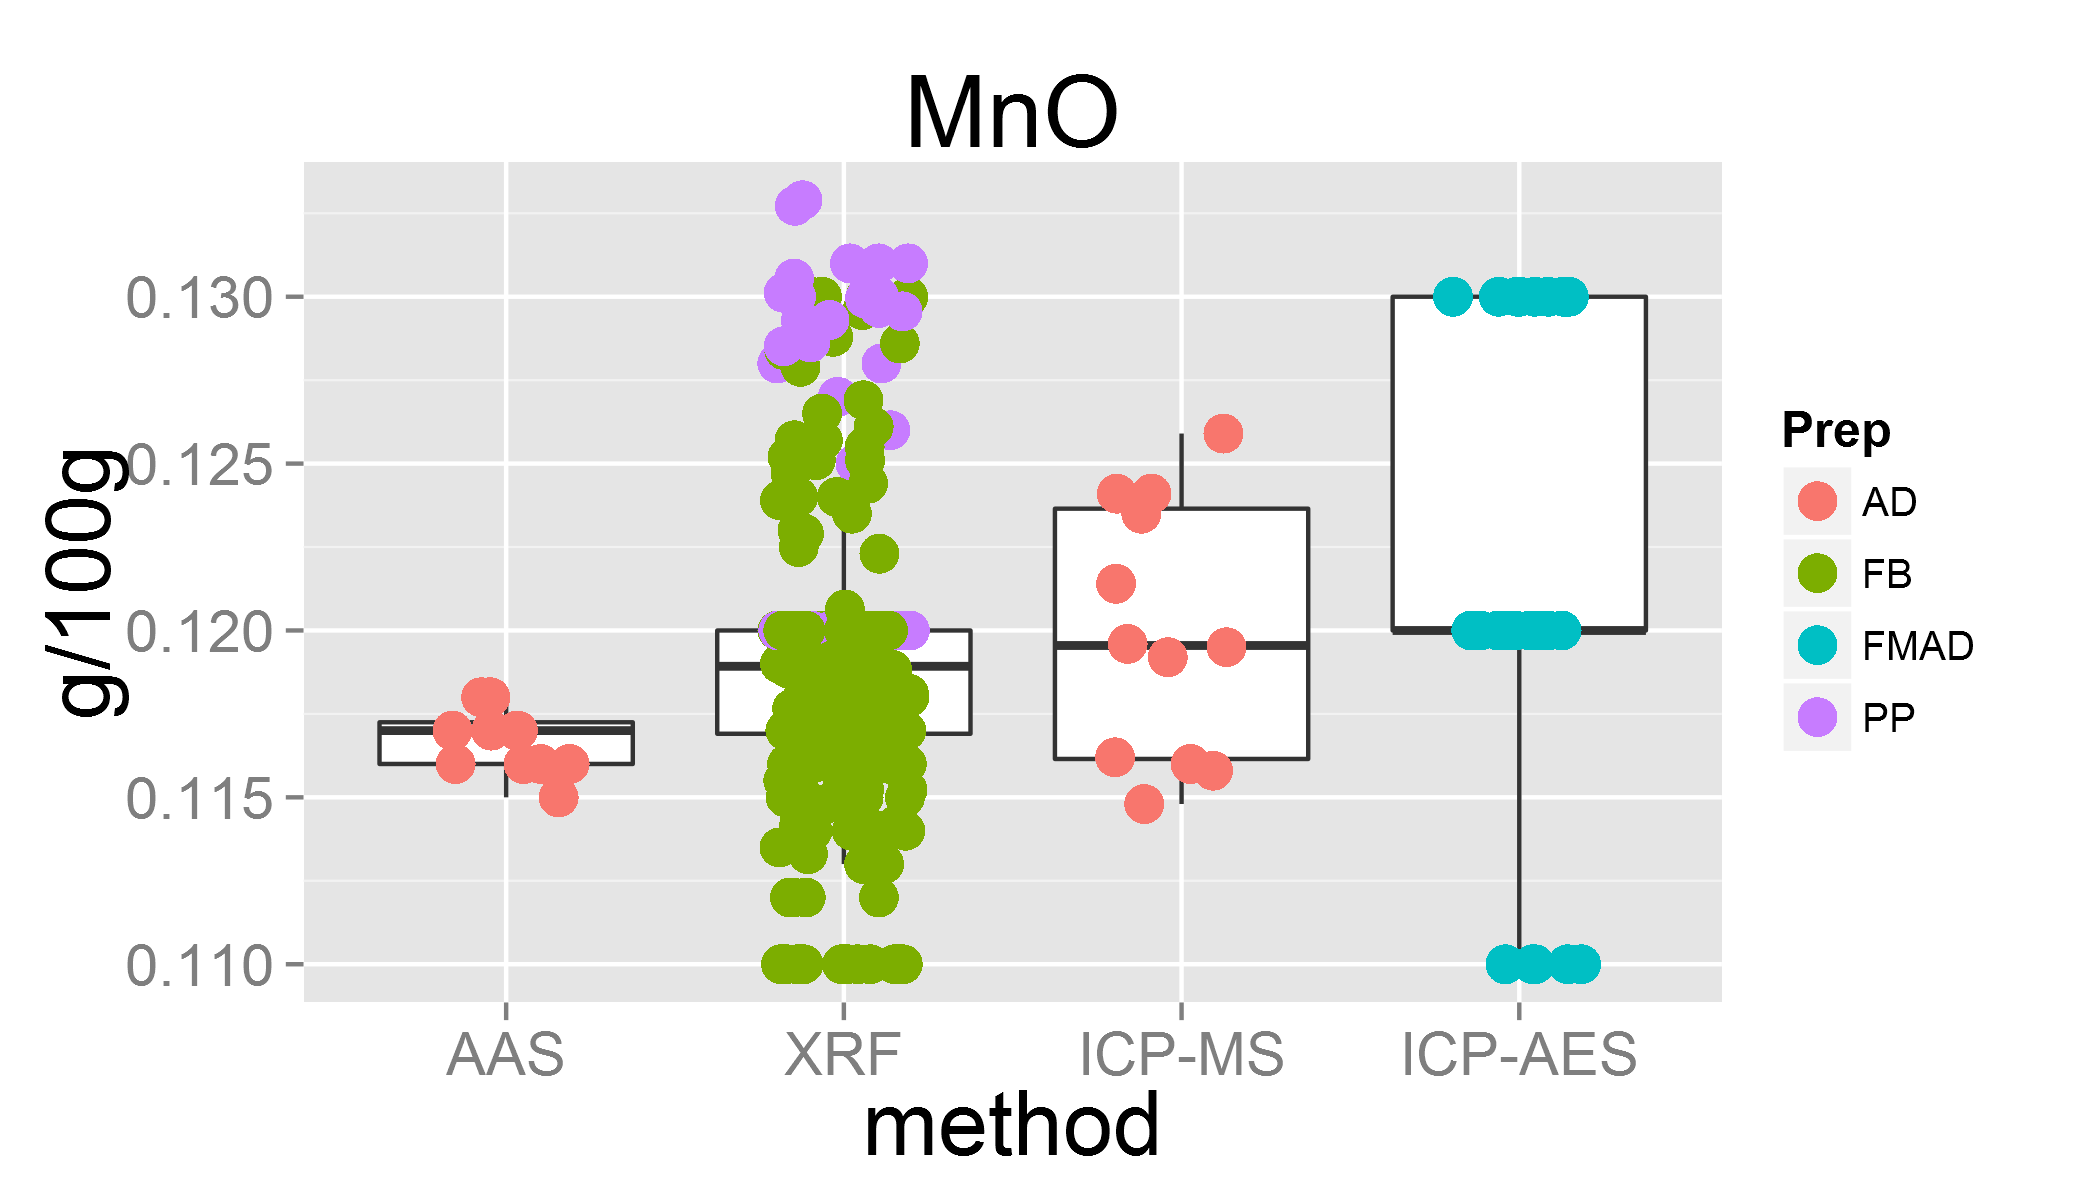 MnO
g/100g
0.130
0.125
0.120
0.115
0.110
AAS XRF ICP-MS ICP-AES
method
Prep
AD
FB
FMAD
PP